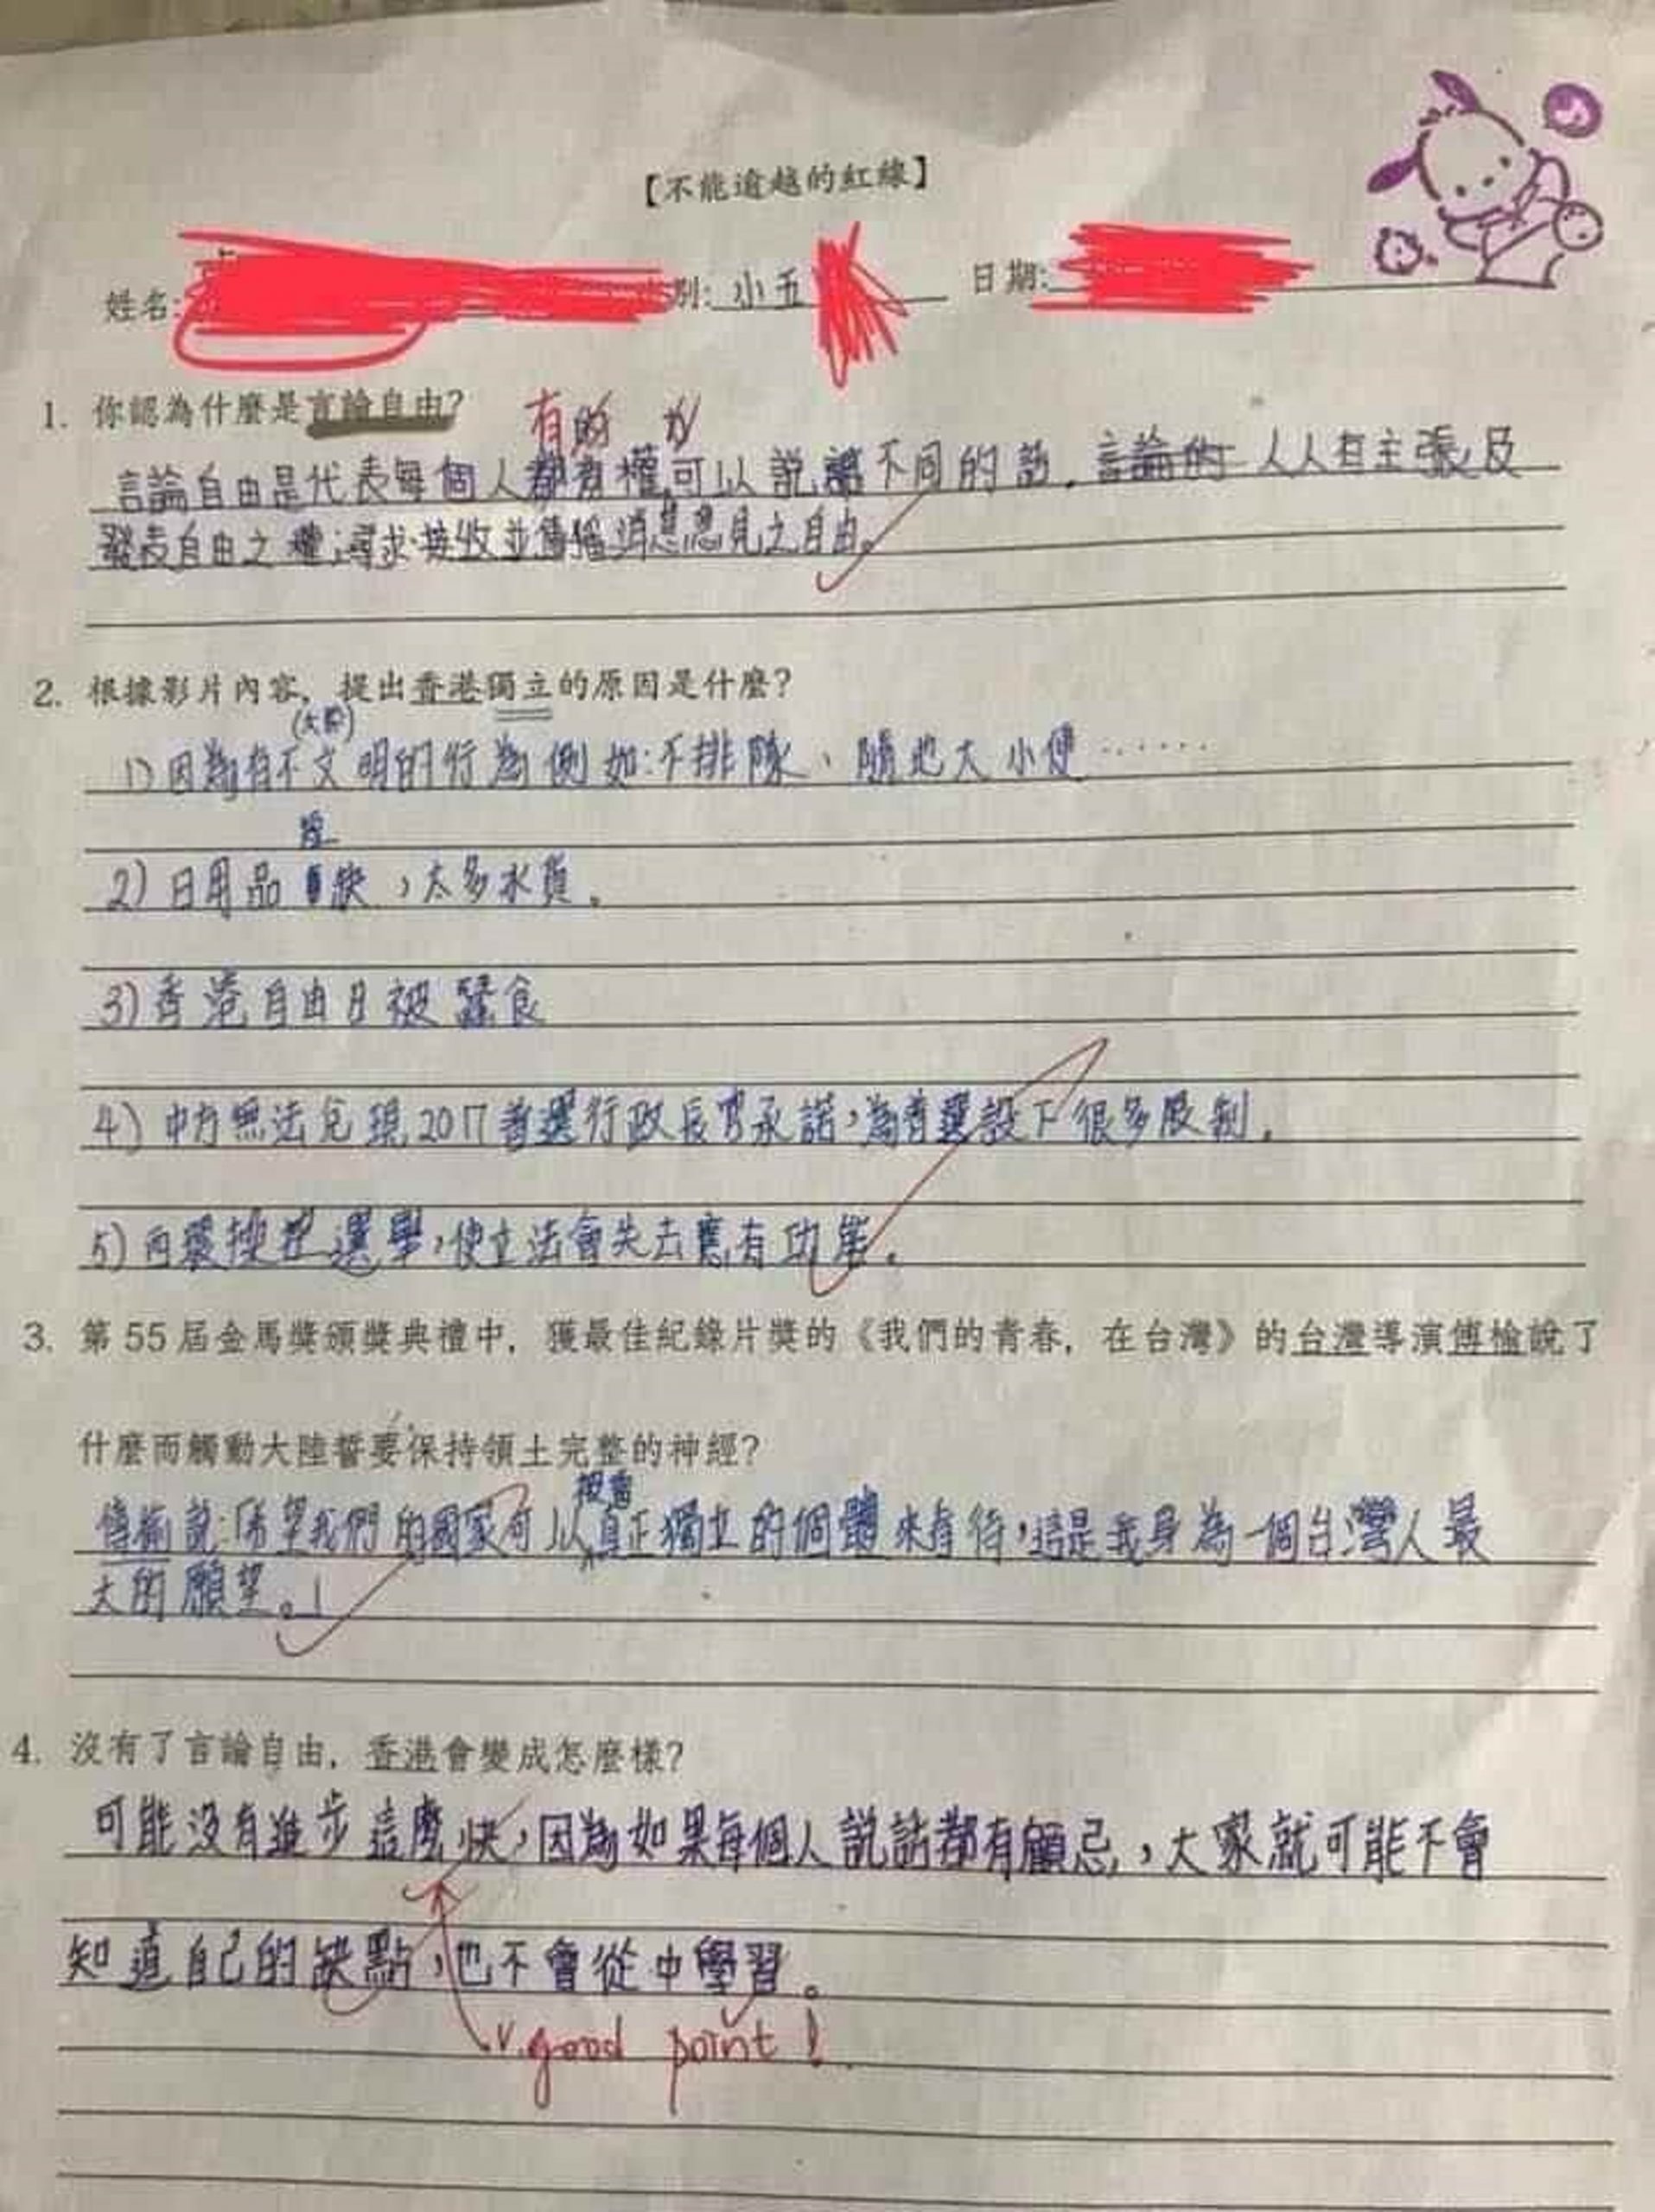 【不能逾越的紅線】
姓名: 別: 小五 日期:
1. 你認為什麼是言論自由?
有的 力
言論自由是代表每個人都有權可以說不同的話，言論的 人人有主張及
發表自由之權;尋求、接收並傳播消息意見之自由。
2. 根據影片內容，提出香港獨立的原因是什麼?
(大陸)
1) 因為有不文明的行為例如:不排隊、隨地大小便……
2) 日用品 缺，太多水貨。
3) 香港自由日被蠶食
4) 中方無法兌現2017普選行政長官承諾，為普選設下很多限制。
5) 內裏操控選舉，使立法會失去應有功能。
3. 第 55 屆金馬獎頒獎典禮中，獲最佳紀錄片獎的《我們的青春，在台灣》的台灣導演傅榆說了
什麼而觸動大陸誓要保持領土完整的神經?
被當
傅榆說:「希望我們的國家可以真正獨立的個體來看待，這是我身為一個台灣人最
大的願望。」
4. 沒有了言論自由，香港會變成怎麼樣?
可能沒有進步這麼快，因為如果每個人說話都有顧忌，大家就可能不會
知道自己的缺點，也不會從中學習。
good point!